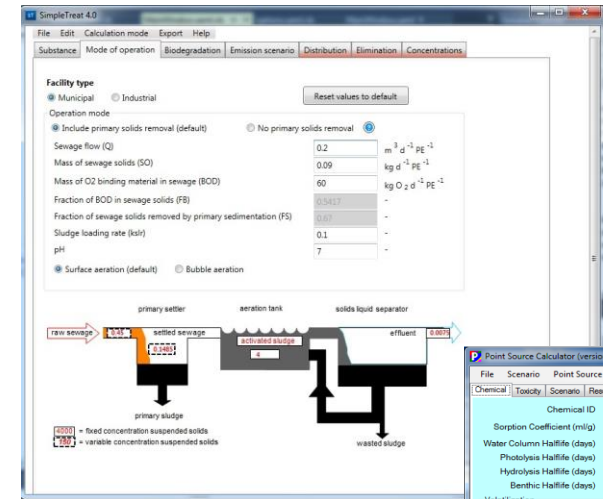 SimpleTreat 4.0
File Edit Calculation mode Export Help
Substance Mode of operation Biodegradation Emission scenario Distribution Elimination Concentrations
Facility type
Municipal Industrial Reset values to default
Operation mode
Include primary solids removal (default) No primary solids removal
Sewage flow (Q) 0.2 m 3 d -1 PE -1
Mass of sewage solids (SO) 0.09 kg d -1 PE -1
Mass of O2 binding material in sewage (BOD) 60 kg O 2 d -1 PE -1
Fraction of BOD in sewage solids (FB) 0.5417 -
Fraction of sewage solids removed by primary sedimentation (FS) 0.67 -
Sludge loading rate (kslr) 0.1 -
pH 7 -
Surface aeration (default) Bubble aeration
primary settler aeration tank solids liquid separator
raw sewage 0.45 settled sewage effluent 0.0075
activated sludge
0.1485 4
primary sludge
4000 = fixed concentration suspended solids
150 = variable concentration suspended solids
wasted sludge
Point Source Calculator (versio
File Scenario Point Source
Chemical Toxicity Scenario Res
Chemical ID
Sorption Coefficient (ml/g)
Water Column Halflife (days)
Photolysis Halflife (days)
Hydrolysis Halflife (days)
Benthic Halflife (days)